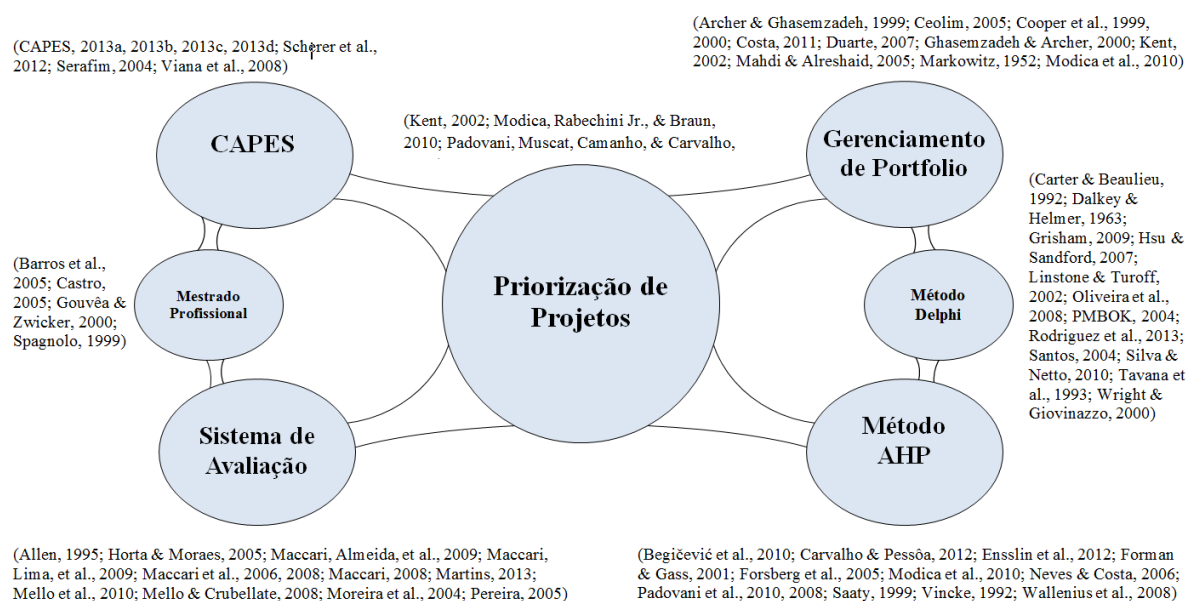 (CAPES, 2013a, 2013b, 2013c, 2013d; Scherer et al.,
2012; Serafim, 2004; Viana et al., 2008)
(Archer & Ghasemzadeh, 1999; Ceolim, 2005; Cooper et al., 1999,
2000; Costa, 2011; Duarte, 2007; Ghasemzadeh & Archer, 2000; Kent,
2002; Mahdi & Alreshaid, 2005; Markowitz, 1952; Modica et al., 2010)
CAPES
(Kent, 2002; Modica, Rabechini Jr., & Braun,
2010; Padovani, Muscat, Camanho, & Carvalho,
Gerenciamento
de Portfolio
(Barros et al.,
2005; Castro,
2005; Gouvêa &
Zwicker, 2000;
Spagnolo, 1999)
Mestrado
Profissional
Priorização de
Projetos
Método
Delphi
(Carter & Beaulieu,
1992; Dalkey &
Helmer, 1963;
Grisham, 2009; Hsu &
Sandford, 2007;
Linstone & Turoff,
2002; Oliveira et al.,
2008; PMBOK, 2004;
Rodriguez et al., 2013;
Santos, 2004; Silva &
Netto, 2010; Tavana et
al., 1993; Wright &
Giovinazzo, 2000)
Sistema de
Avaliação
Método
AHP
(Allen, 1995; Horta & Moraes, 2005; Maccari, Almeida, et al., 2009; Maccari,
Lima, et al., 2009; Maccari et al., 2006, 2008; Maccari, 2008; Martins, 2013;
Mello et al., 2010; Mello & Crubellate, 2008; Moreira et al., 2004; Pereira, 2005)
(Begičević et al., 2010; Carvalho & Pessôa, 2012; Ensslin et al., 2012; Forman
& Gass, 2001; Forsberg et al., 2005; Modica et al., 2010; Neves & Costa, 2006;
Padovani et al., 2010, 2008; Saaty, 1999; Vincke, 1992; Wallenius et al., 2008)